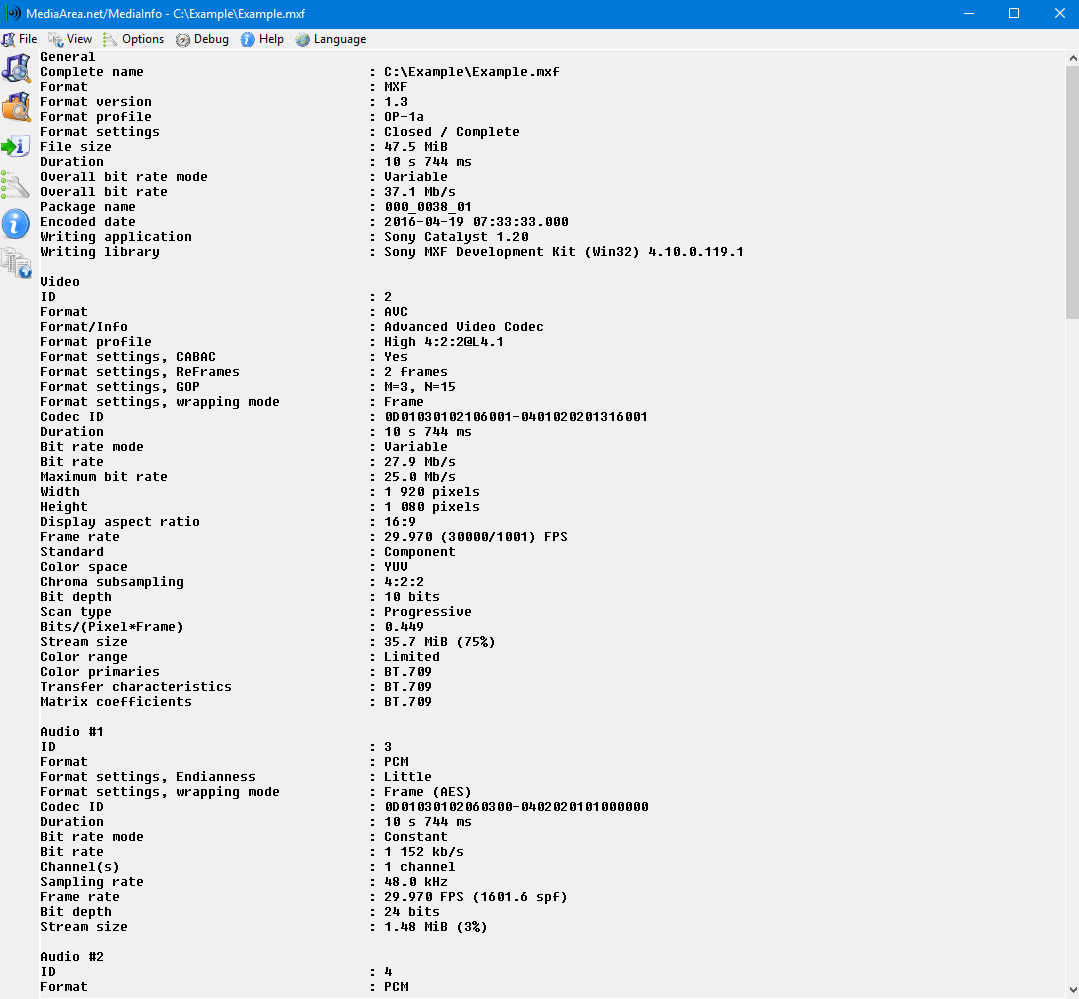 MediaArea.net/MediaInfo - C:\Example\Example.mxf
File View Options Debug Help Language
General
Complete name : C:\Example\Example.mxf
Format : MXF
Format version : 1.3
Format profile : OP-1a
Format settings : Closed / Complete
File size : 47.5 MiB
Duration : 10 s 744 ms
Overall bit rate mode : Variable
Overall bit rate : 37.1 Mb/s
Package name : 000_0038_01
Encoded date : 2016-04-19 07:33:33.000
Writing application : Sony Catalyst 1.20
Writing library : Sony MXF Development Kit (Win32) 4.10.0.119.1
Video
ID : 2
Format : AVC
Format/Info : Advanced Video Codec
Format profile : High 4:2:2@L4.1
Format settings, CABAC : Yes
Format settings, ReFrames : 2 frames
Format settings, GOP : M=3, N=15
Format settings, wrapping mode : Frame
Codec ID : 0D01030102106001-0401020201316001
Duration : 10 s 744 ms
Bit rate mode : Variable
Bit rate : 27.9 Mb/s
Maximum bit rate : 25.0 Mb/s
Width : 1 920 pixels
Height : 1 080 pixels
Display aspect ratio : 16:9
Frame rate : 29.970 (30000/1001) FPS
Standard : Component
Color space : YUV
Chroma subsampling : 4:2:2
Bit depth : 10 bits
Scan type : Progressive
Bits/(Pixel*Frame) : 0.449
Stream size : 35.7 MiB (75%)
Color range : Limited
Color primaries : BT.709
Transfer characteristics : BT.709
Matrix coefficients : BT.709
Audio #1
ID : 3
Format : PCM
Format settings, Endianness : Little
Format settings, wrapping mode : Frame (AES)
Codec ID : 0D01030102060300-0402020101000000
Duration : 10 s 744 ms
Bit rate mode : Constant
Bit rate : 1 152 kb/s
Channel(s) : 1 channel
Sampling rate : 48.0 kHz
Frame rate : 29.970 FPS (1601.6 spf)
Bit depth : 24 bits
Stream size : 1.48 MiB (3%)
Audio #2
ID : 4
Format : PCM